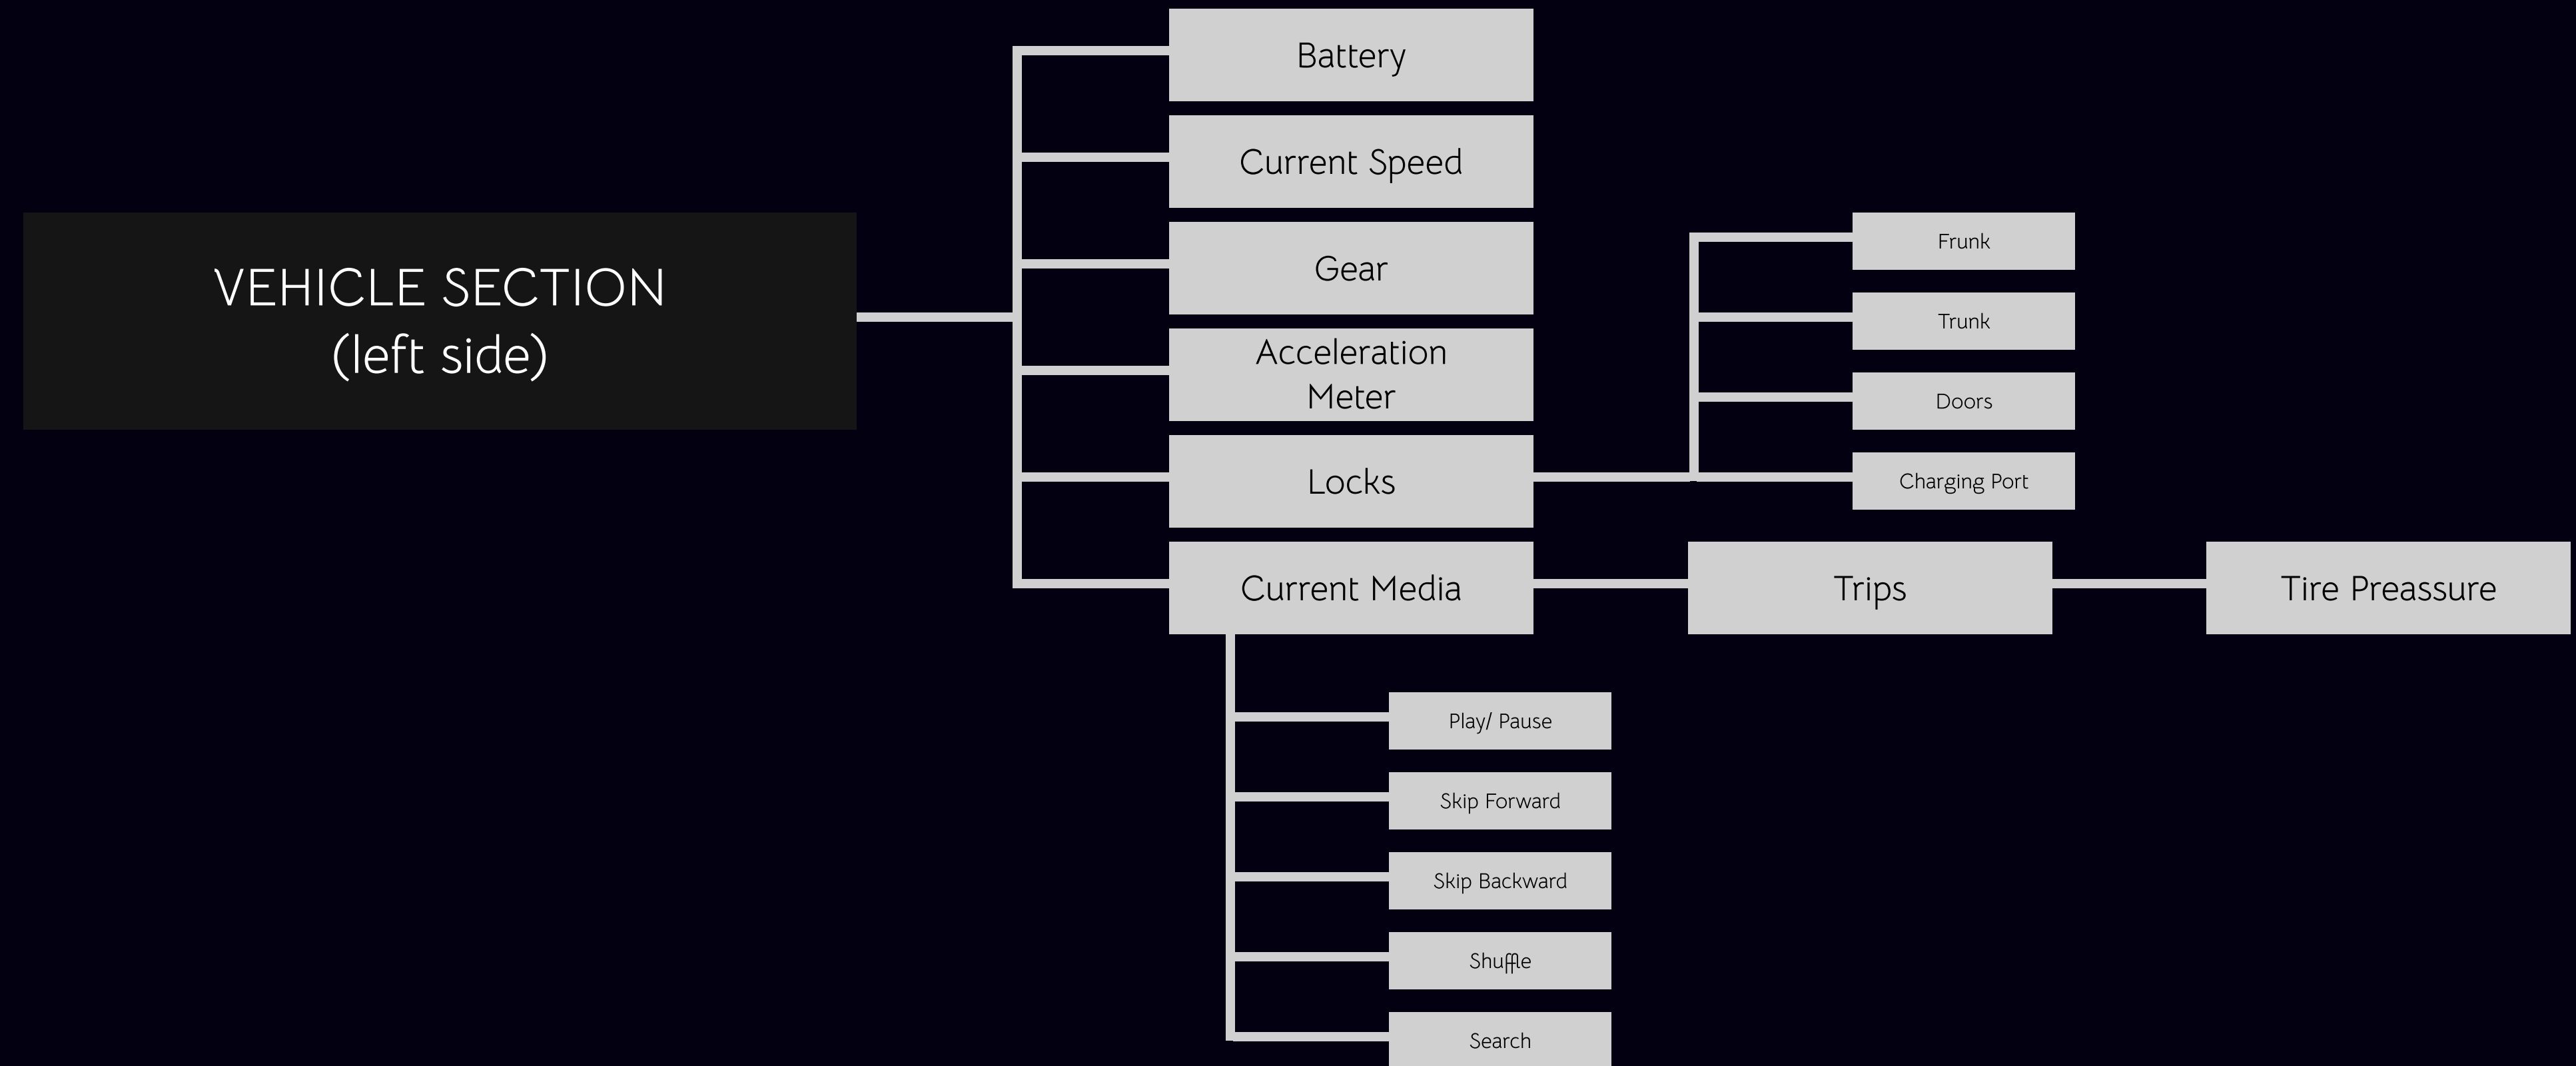 VEHICLE SECTION
(left side)
Battery
Current Speed
Gear
Acceleration
Meter
Locks
Frunk
Trunk
Doors
Charging Port
Current Media
Trips
Tire Preassure
Play/ Pause
Skip Forward
Skip Backward
Shuffle
Search